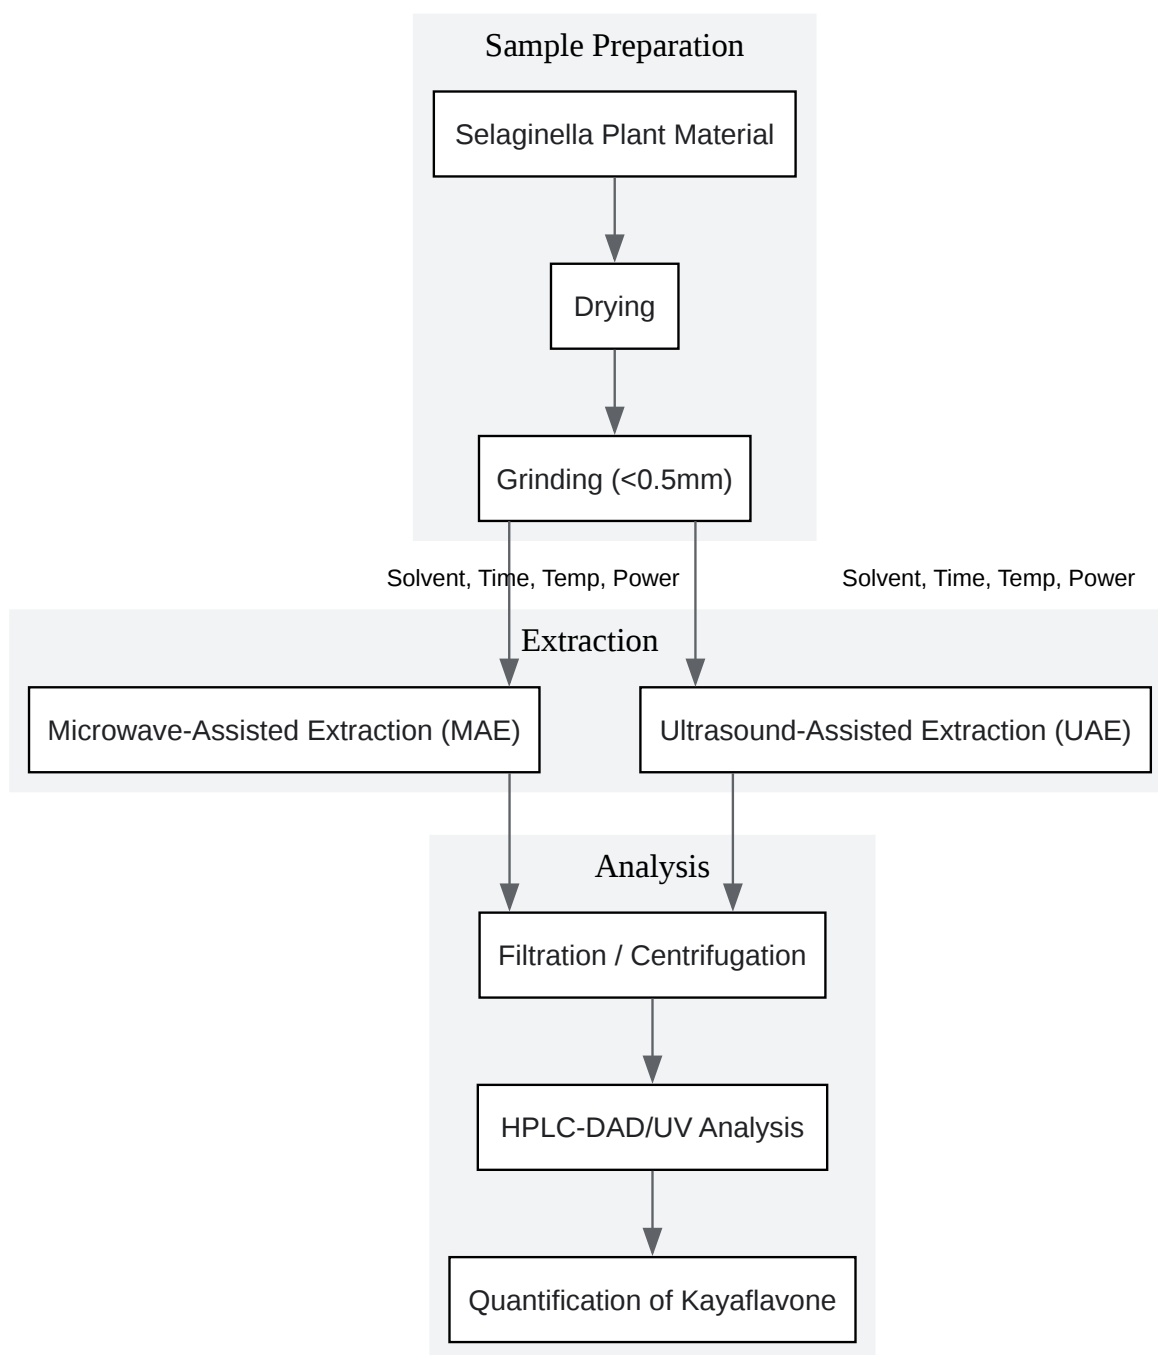 Sample Preparation
Selaginella Plant Material
Drying
Grinding (<0.5mm)
Solvent, Time, Temp, Power
Solvent, Time, Temp, Power
Extraction
Microwave-Assisted Extraction (MAE)
Ultrasound-Assisted Extraction (UAE)
Analysis
Filtration / Centrifugation
HPLC-DAD/UV Analysis
Quantification of Kayaflavone